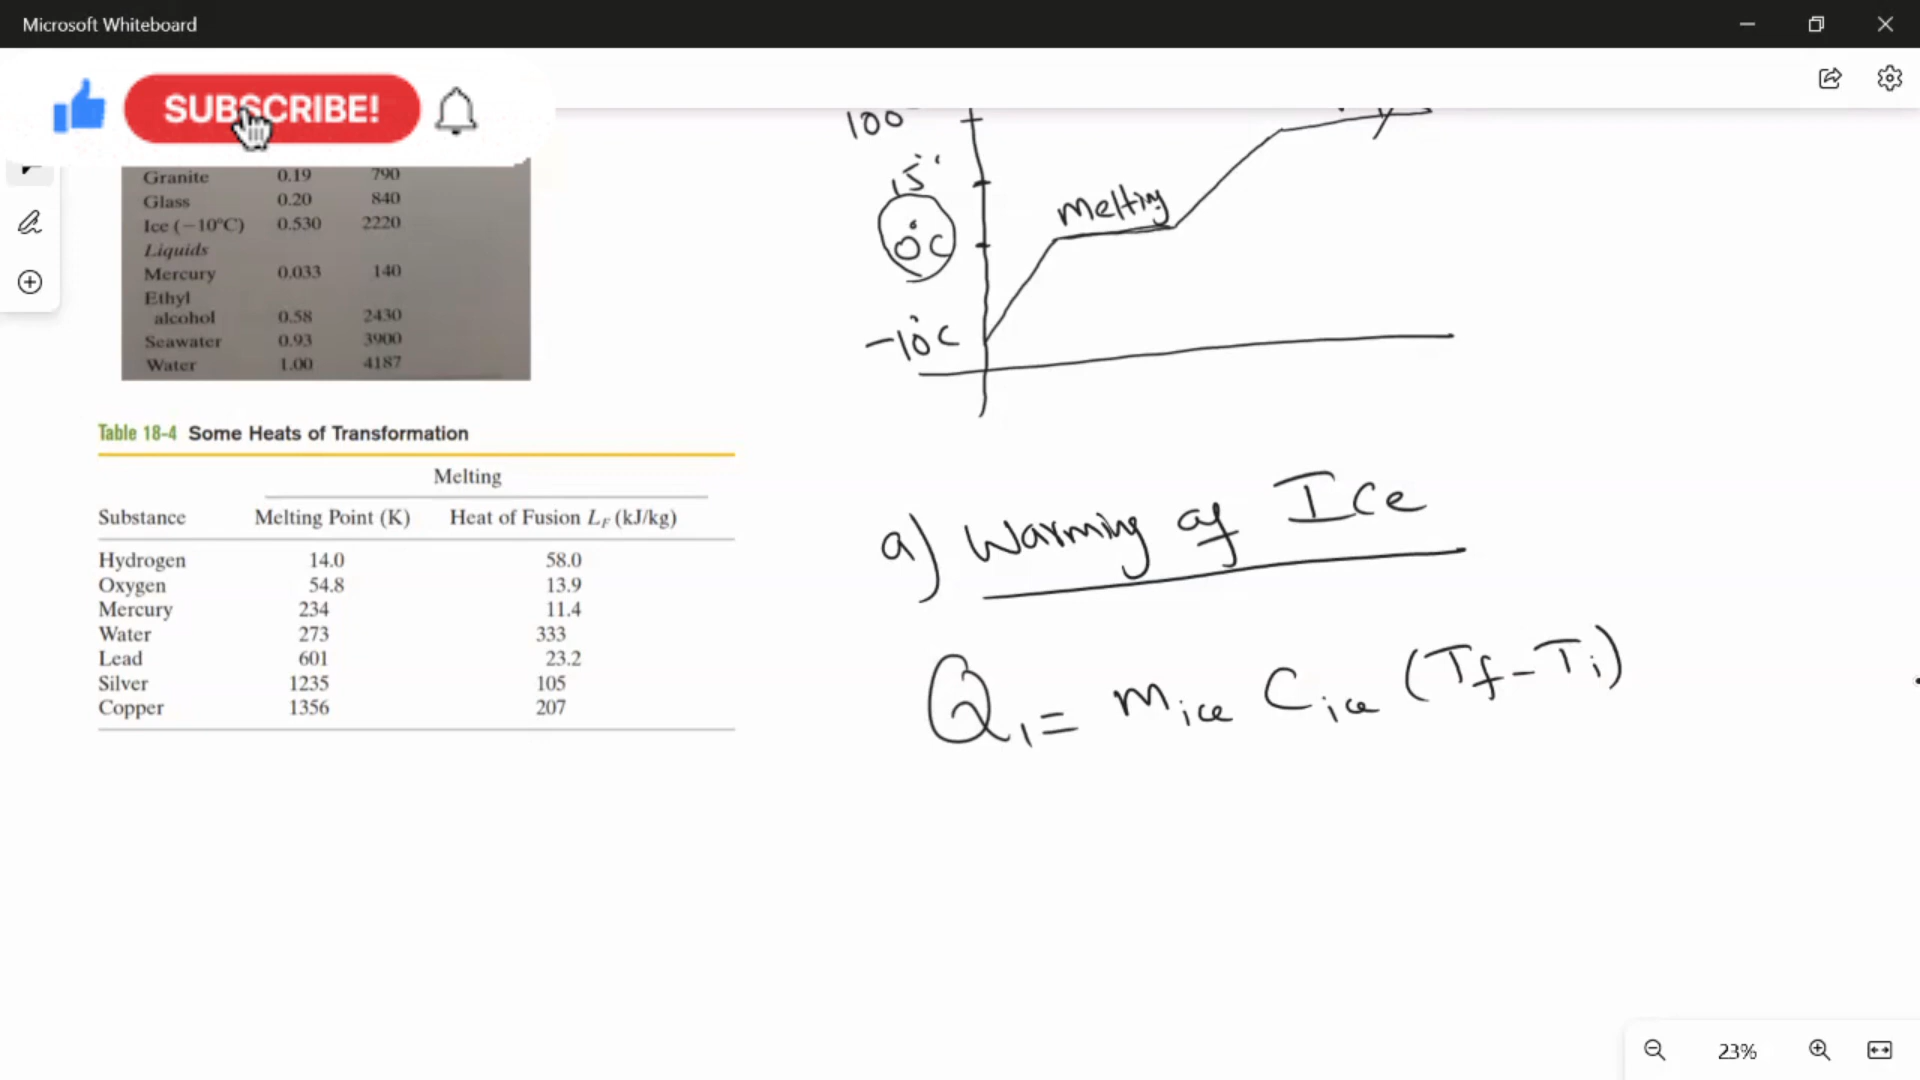 Microsoft Whiteboard
SUBSCRIBE!
Granite 0.19 790
Glass 0.20 840
Ice (−10°C) 0.530 2220
Liquids
Mercury 0.033 140
Ethyl
alcohol 0.58 2430
Seawater 0.93 3900
Water 1.00 4187
Table 18-4 Some Heats of Transformation
Melting
Substance Melting Point (K) Heat of Fusion L_F (kJ/kg)
Hydrogen 14.0 58.0
Oxygen 54.8 13.9
Mercury 234 11.4
Water 273 333
Lead 601 23.2
Silver 1235 105
Copper 1356 207
100°
15°
0°C
melting
-10°C
a) Warming of Ice
Q₁ = m_ice C_ice (T_f - T_i)
23%